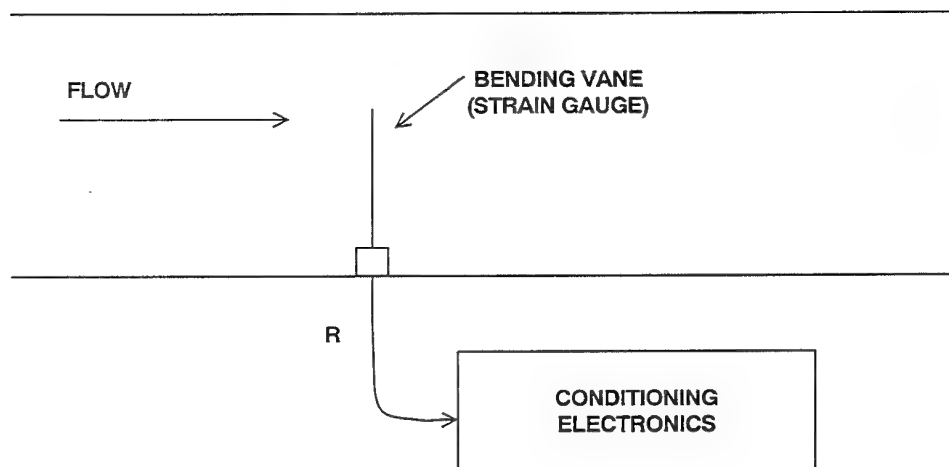 FLOW
BENDING VANE
(STRAIN GAUGE)
R
CONDITIONING
ELECTRONICS